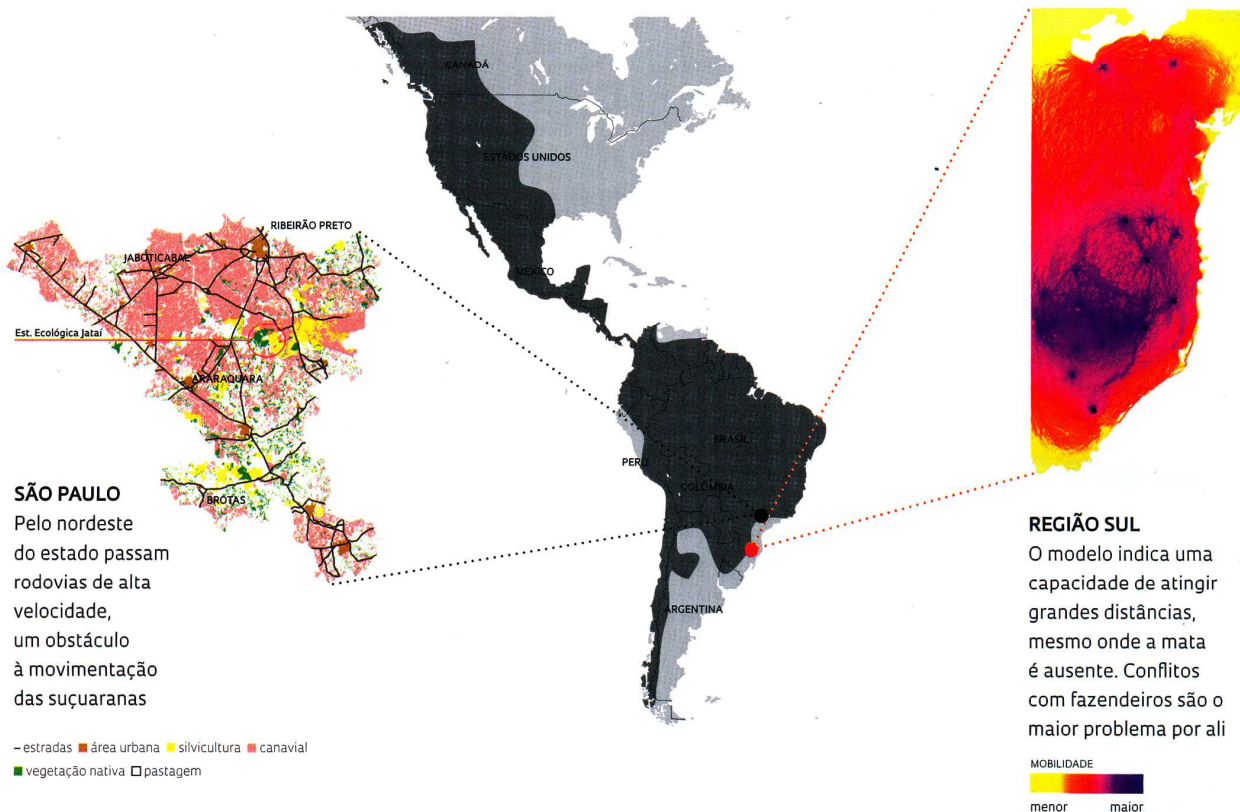 CANADÁ
ESTADOS UNIDOS
MÉXICO
BRASIL
PERU
COLÔMBIA
ARGENTINA
RIBEIRÃO PRETO
JABOTICABAL
Est. Ecológica Jataí
ARARAQUARA
BROTAS
SÃO PAULO
Pelo nordeste
do estado passam
rodovias de alta
velocidade,
um obstáculo
à movimentação
das suçuaranas
estradas área urbana silvicultura canavial
vegetação nativa pastagem
REGIÃO SUL
O modelo indica uma
capacidade de atingir
grandes distâncias,
mesmo onde a mata
é ausente. Conflitos
com fazendeiros são o
maior problema por ali
MOBILIDADE
menor maior